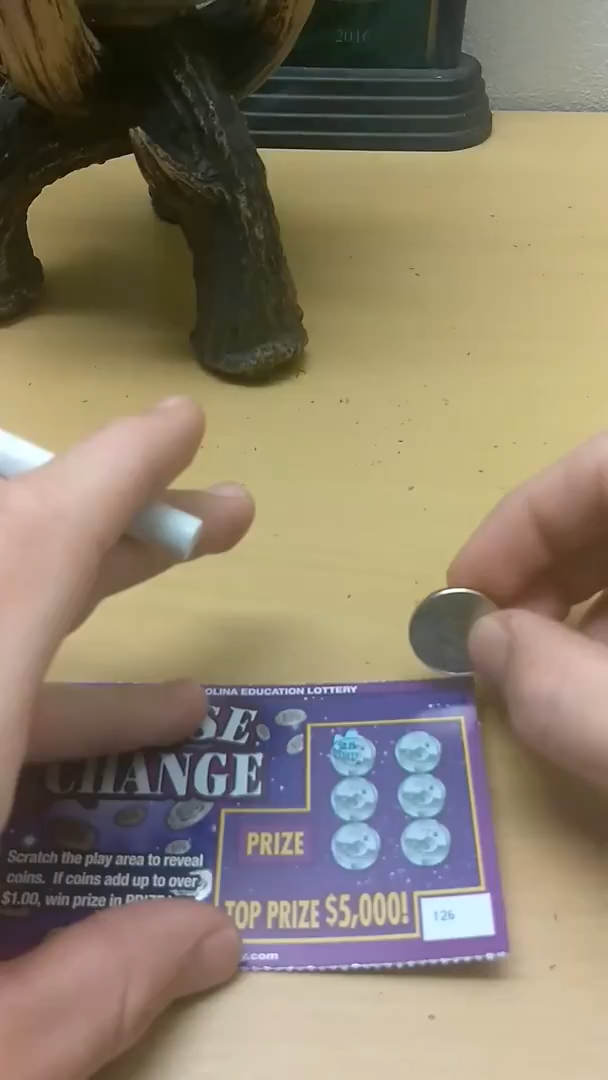 2016
OLINA EDUCATION LOTTERY
SE
CHANGE
PRIZE
Scratch the play area to reveal
coins. If coins add up to over
$1.00, win prize in
TOP PRIZE $5,000!
126
.com